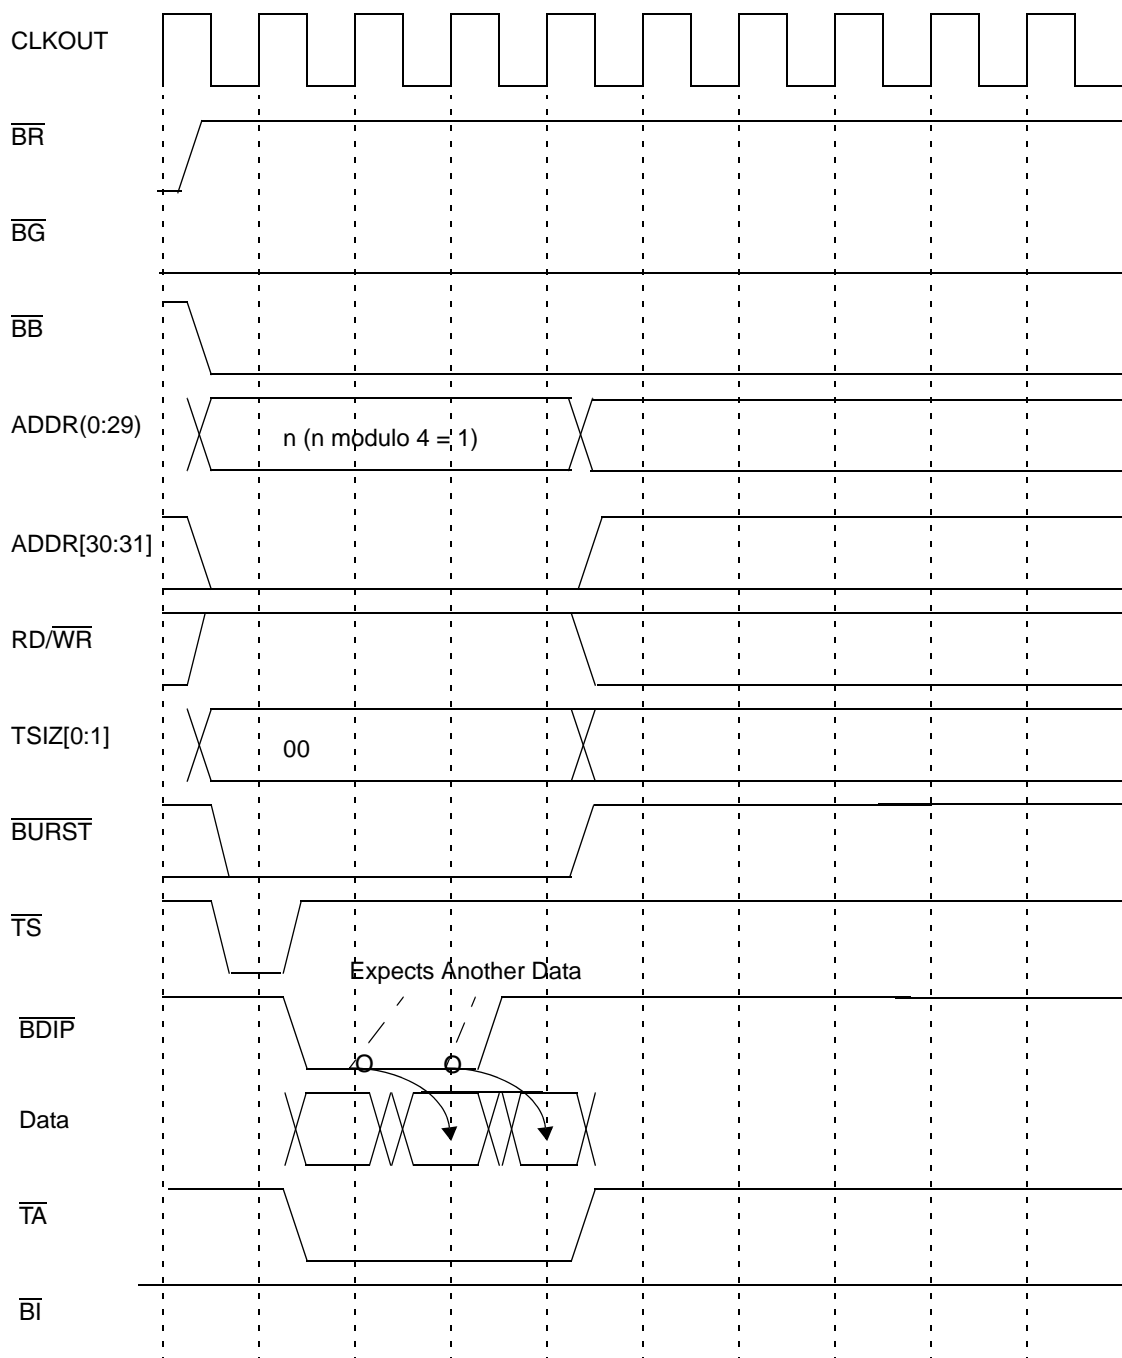 CLKOUT
BR
BG
BB
ADDR(0:29)
n (n modulo 4 = 1)
ADDR[30:31]
RD/WR
TSIZ[0:1]
00
BURST
TS
Expects Another Data
BDIP
Data
TA
BI